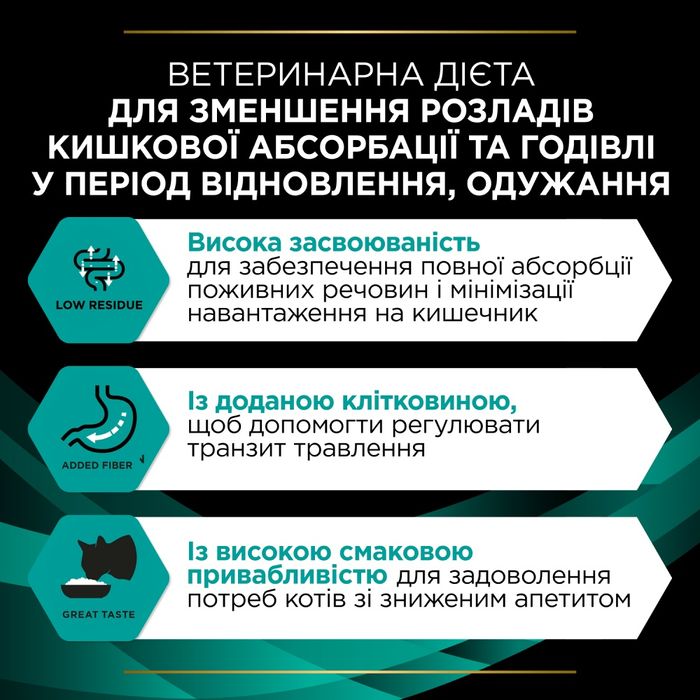 ВЕТЕРИНАРНА ДІЄТА
ДЛЯ ЗМЕНШЕННЯ РОЗЛАДІВ
КИШКОВОЇ АБСОРБАЦІЇ ТА ГОДІВЛІ
У ПЕРІОД ВІДНОВЛЕННЯ, ОДУЖАННЯ
LOW RESIDUE
Висока засвоюваність
для забезпечення повної абсорбції
поживних речовин і мінімізації
навантаження на кишечник
ADDED FIBER
Із доданою клітковиною,
щоб допомогти регулювати
транзит травлення
GREAT TASTE
Із високою смаковою
привабливістю для задоволення
потреб котів зі зниженим апетитом